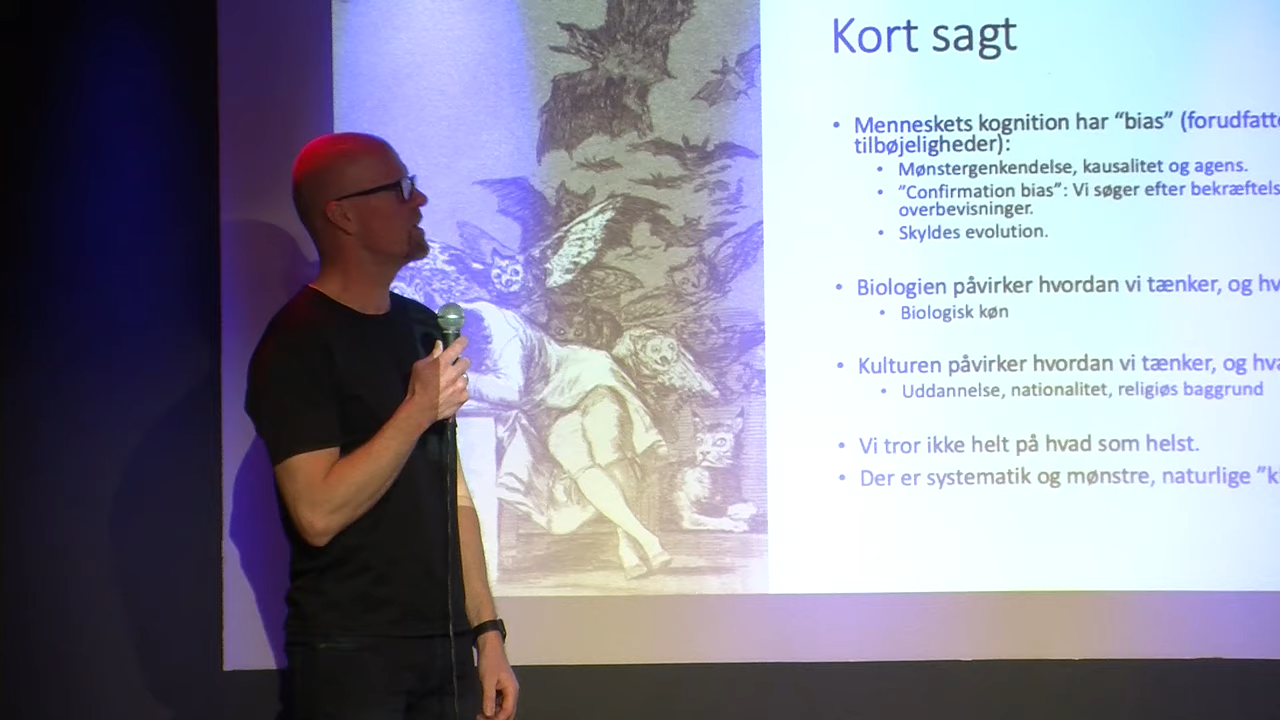 Kort sagt
• Menneskets kognition har “bias” (forudfatte
tilbøjeligheder):
• Mønstergenkendelse, kausalitet og agens.
• ”Confirmation bias”: Vi søger efter bekræftels
overbevisninger.
• Skyldes evolution.
• Biologien påvirker hvordan vi tænker, og hv
• Biologisk køn
• Kulturen påvirker hvordan vi tænker, og hva
• Uddannelse, nationalitet, religiøs baggrund
• Vi tror ikke helt på hvad som helst.
• Der er systematik og mønstre, naturlige ”k